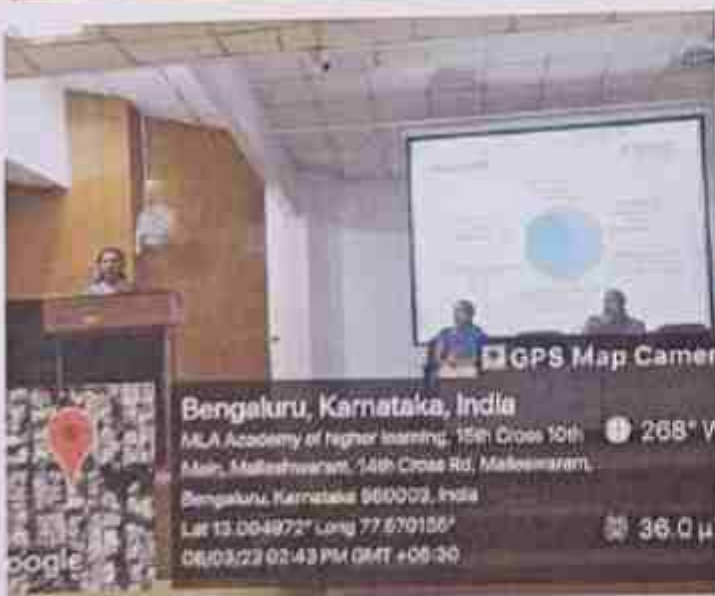 GPS Map Camer
Bengaluru, Karnataka, India
MLA Academy of higher learning, 15th Cross 10th
Main, Malleshwaram, 14th Cross Rd, Malleswaram,
Bengaluru, Karnataka 560003, India
Lat 13.004972° Long 77.570156°
06/03/23 02:43 PM GMT +05:30
268° W
36.0 µ
oogle